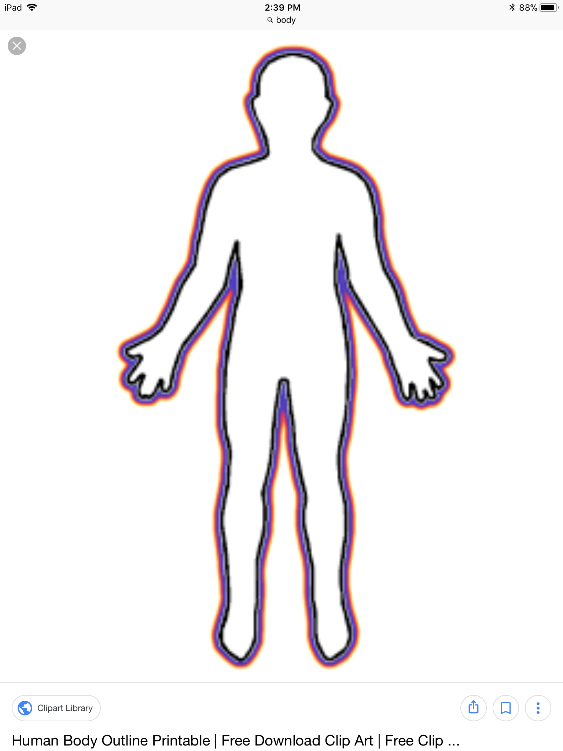 iPad 2:39 PM 88%
body
Clipart Library
Human Body Outline Printable | Free Download Clip Art | Free Clip ...